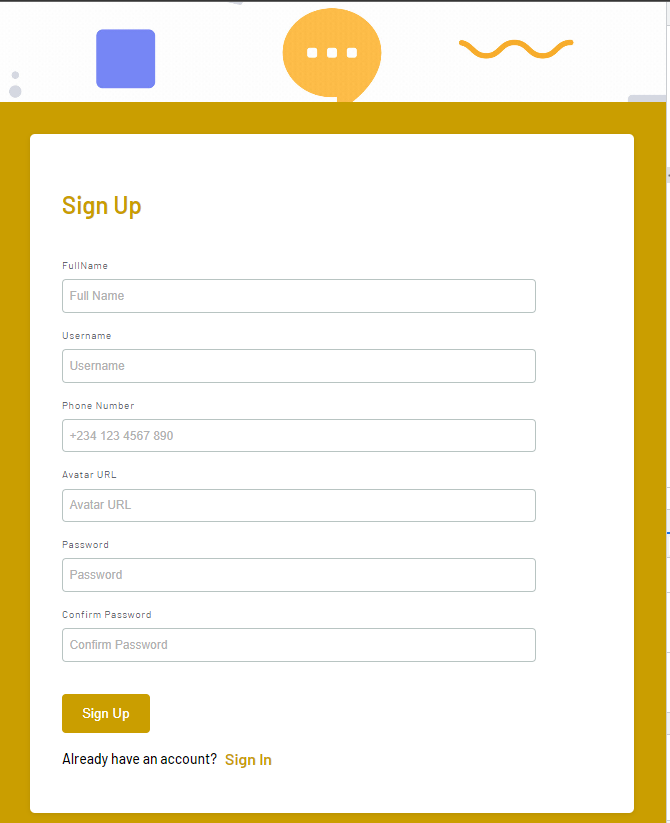 Sign Up
FullName
Full Name
Username
Username
Phone Number
+234 123 4567 890
Avatar URL
Avatar URL
Password
Password
Confirm Password
Confirm Password
Sign Up
Already have an account? Sign In